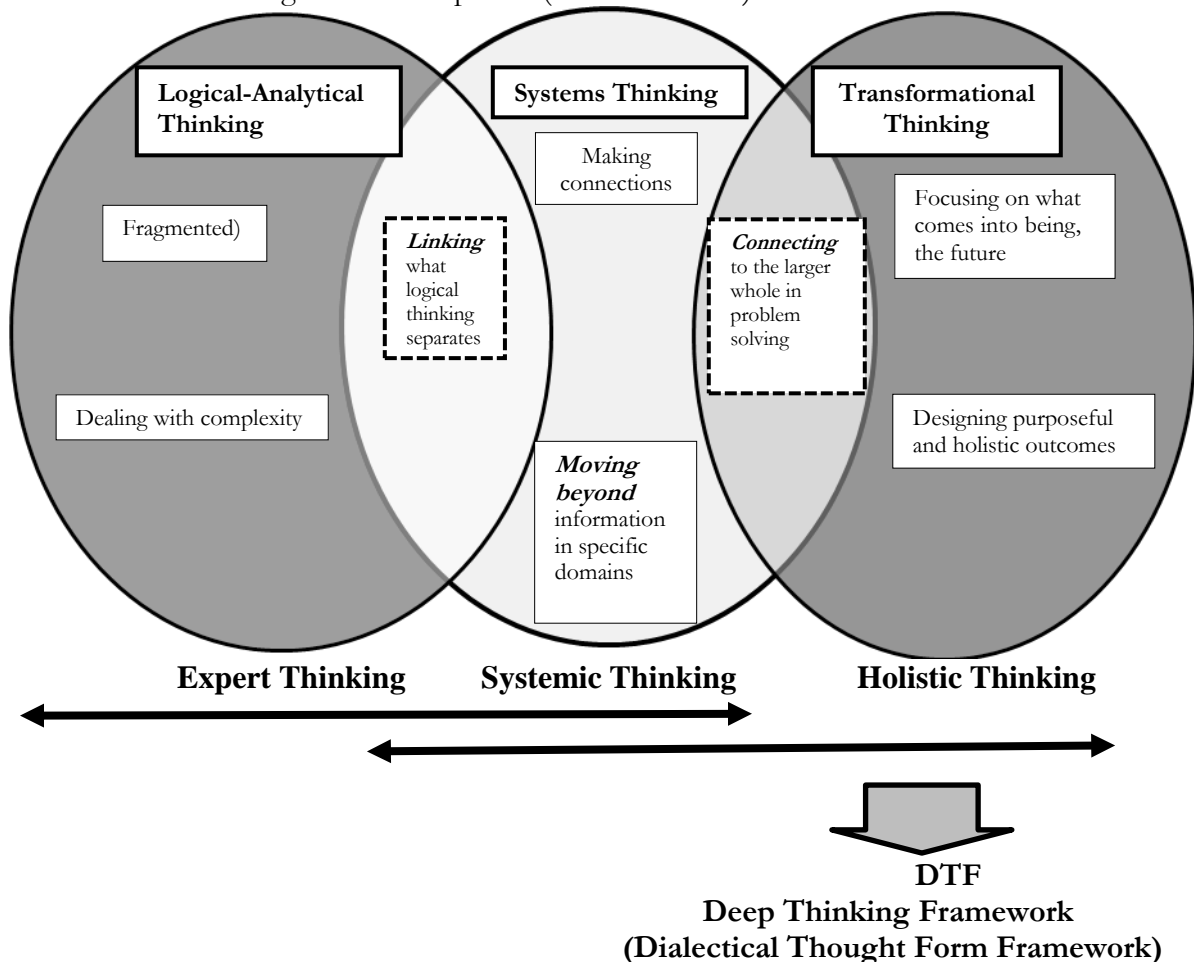 Logical-Analytical
Thinking
Systems Thinking
Transformational
Thinking
Making
connections
Focusing on what
comes into being,
the future
Fragmented)
Linking
what
logical
thinking
separates
Connecting
to the larger
whole in
problem
solving
Dealing with complexity
Designing purposeful
and holistic outcomes
Moving
beyond
information
in specific
domains
Expert Thinking
Systemic Thinking
Holistic Thinking
DTF
Deep Thinking Framework
(Dialectical Thought Form Framework)